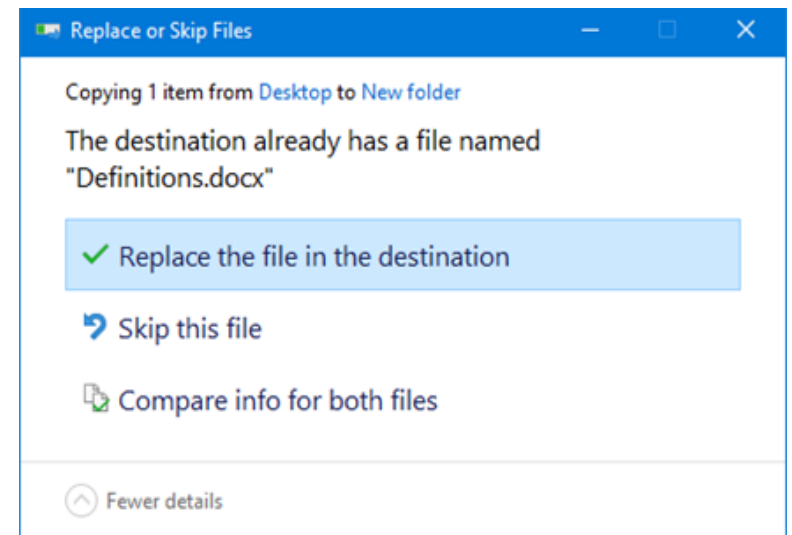 Replace or Skip Files
Copying 1 item from Desktop to New folder
The destination already has a file named
"Definitions.docx"
Replace the file in the destination
Skip this file
Compare info for both files
Fewer details